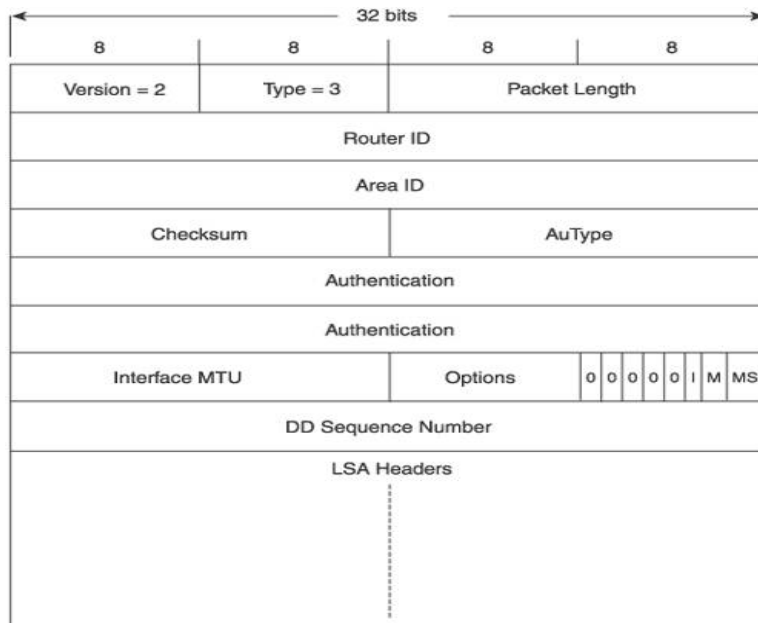 32 bits
8 8 8 8
Version = 2 Type = 3 Packet Length
Router ID
Area ID
Checksum AuType
Authentication
Authentication
Interface MTU Options 0 0 0 0 0 I M MS
DD Sequence Number
LSA Headers